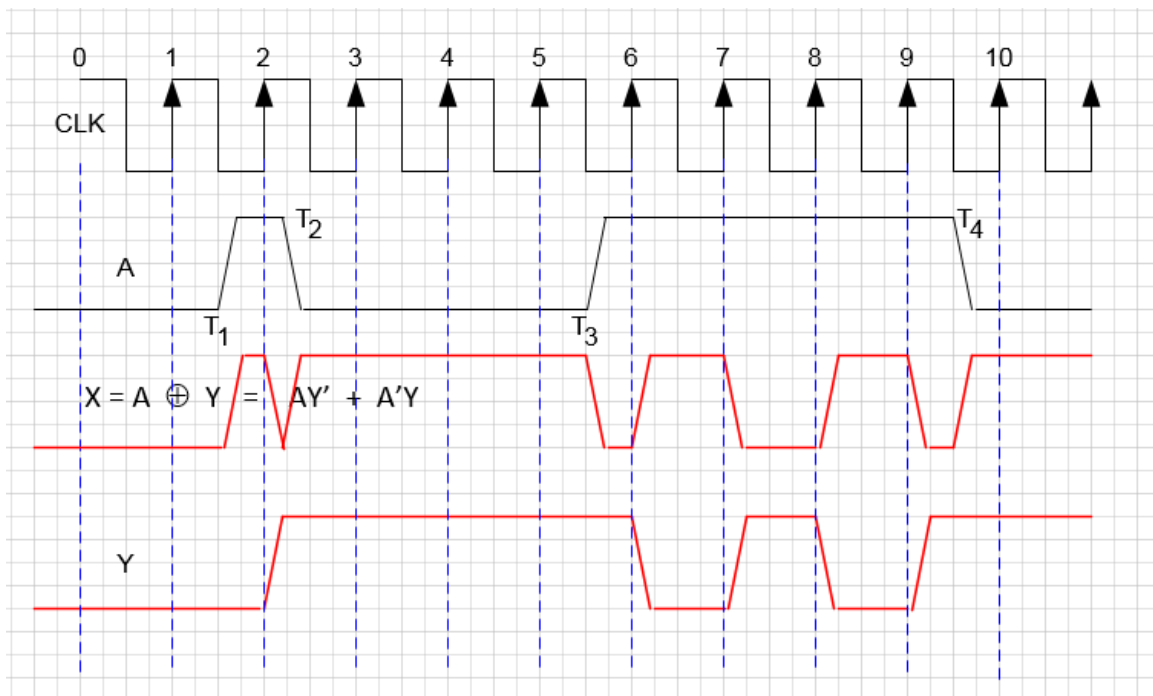 0 1 2 3 4 5 6 7 8 9 10
CLK
T2 T4
A
T1 T3
X = A ⊕ Y = AY’ + A’Y
Y